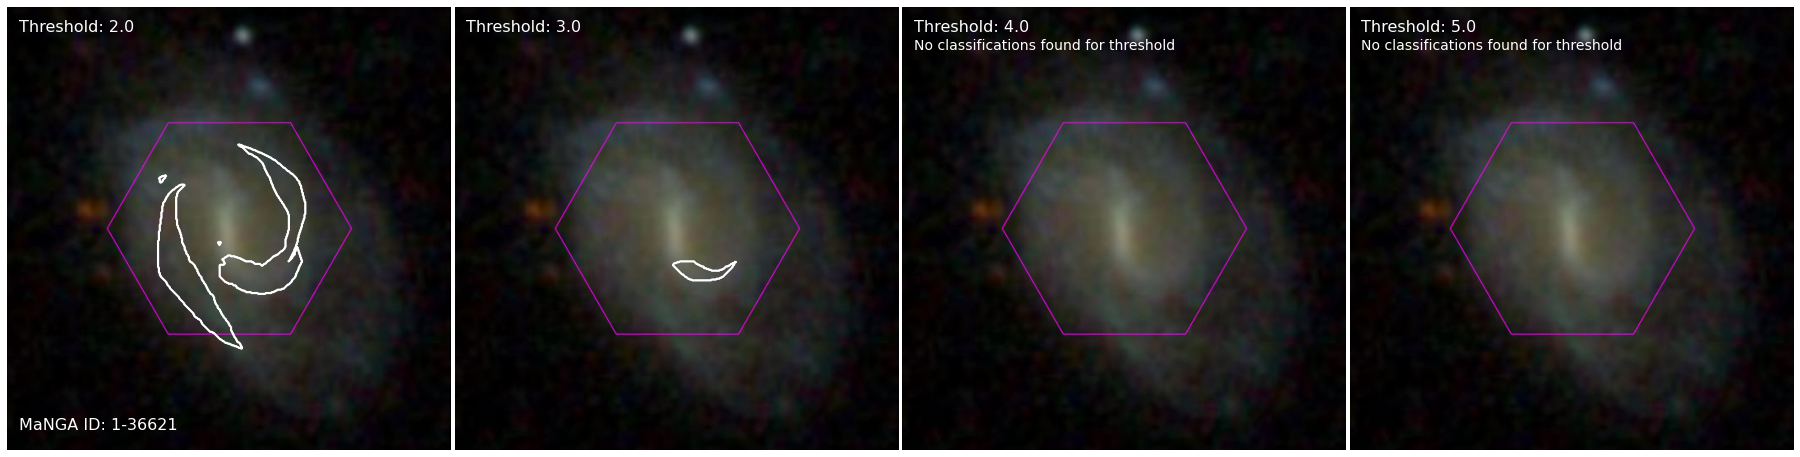 Threshold: 2.0
MaNGA ID: 1-36621
Threshold: 3.0
Threshold: 4.0
No classifications found for threshold
Threshold: 5.0
No classifications found for threshold